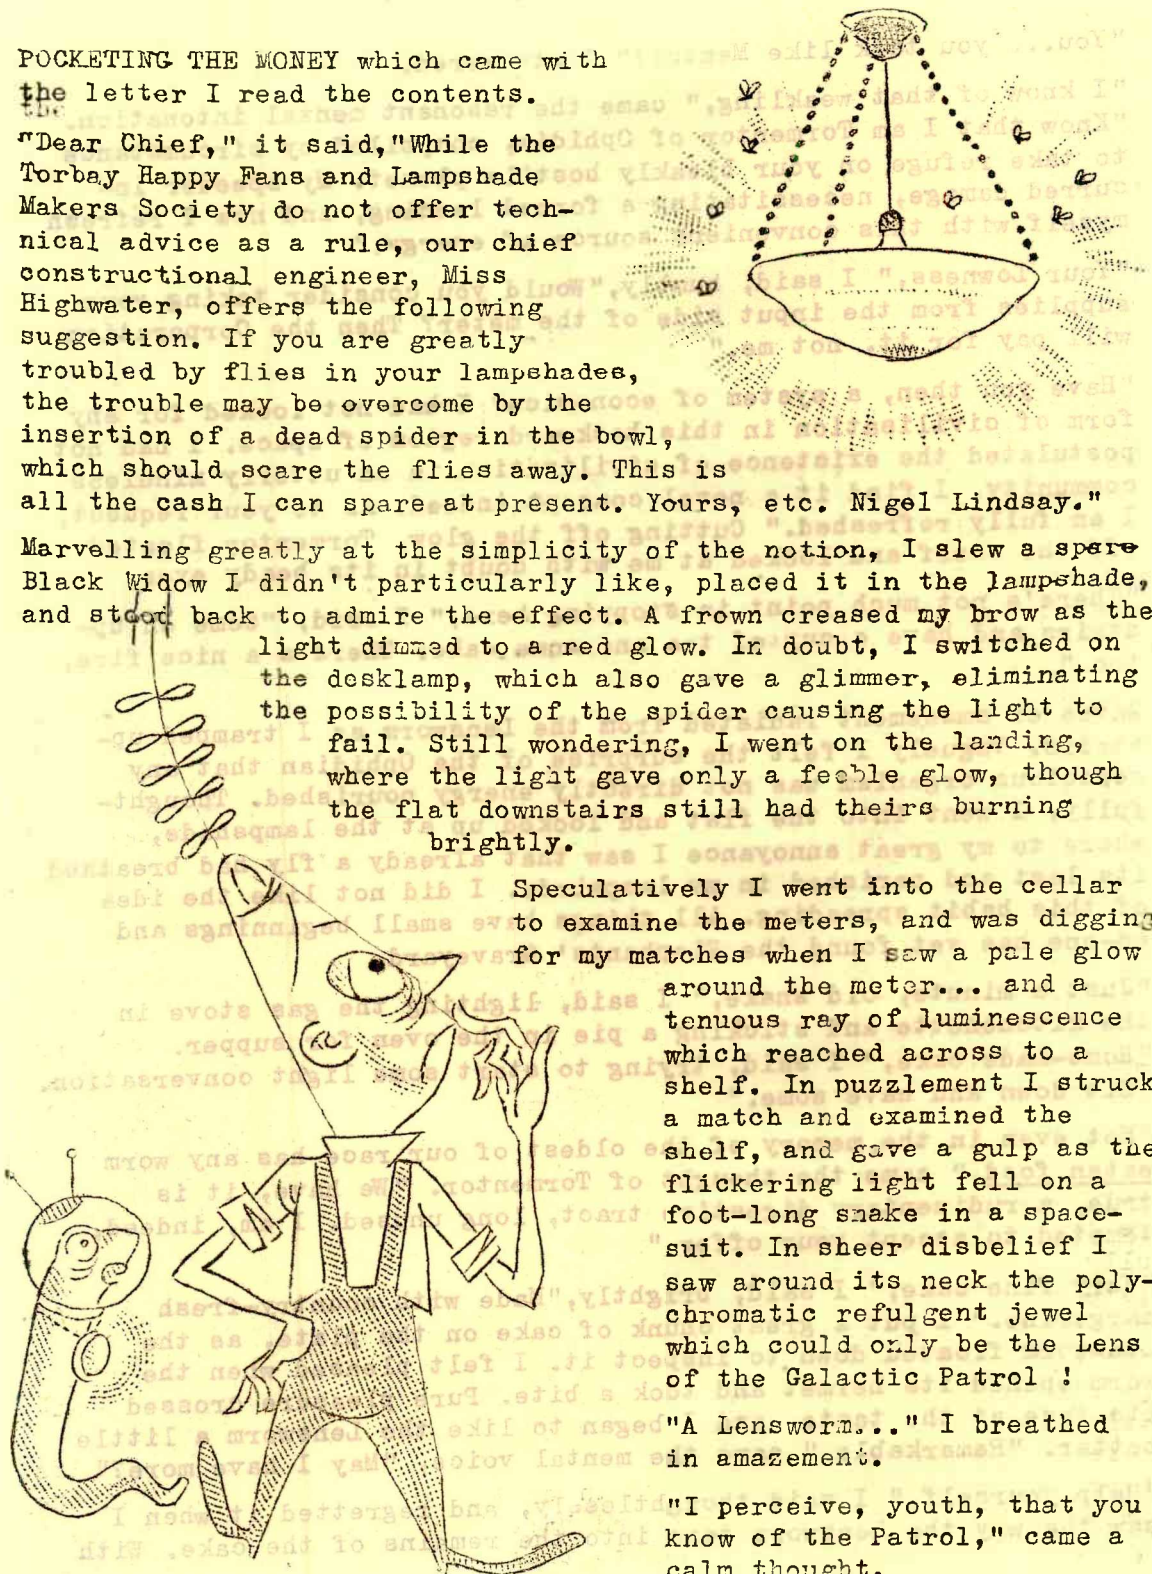 POCKETING THE MONEY which came with
the letter I read the contents.
"Dear Chief," it said,"While the
Torbay Happy Fans and Lampshade
Makers Society do not offer tech-
nical advice as a rule, our chief
constructional engineer, Miss
Highwater, offers the following
suggestion. If you are greatly
troubled by flies in your lampshades,
the trouble may be overcome by the
insertion of a dead spider in the bowl,
which should scare the flies away. This is
all the cash I can spare at present. Yours, etc. Nigel Lindsay."
Marvelling greatly at the simplicity of the notion, I slew a spare
Black Widow I didn't particularly like, placed it in the lampshade,
and stood back to admire the effect. A frown creased my brow as the
light dimmed to a red glow. In doubt, I switched on
the desklamp, which also gave a glimmer, eliminating
the possibility of the spider causing the light to
fail. Still wondering, I went on the landing,
where the light gave only a feeble glow, though
the flat downstairs still had theirs burning
brightly.
Speculatively I went into the cellar
to examine the meters, and was digging
for my matches when I saw a pale glow
around the meter... and a
tenuous ray of luminescence
which reached across to a
shelf. In puzzlement I struck
a match and examined the
shelf, and gave a gulp as the
flickering light fell on a
foot-long snake in a space-
suit. In sheer disbelief I
saw around its neck the poly-
chromatic refulgent jewel
which could only be the Lens
of the Galactic Patrol !
"A Lensworm..." I breathed
in amazement.
"I perceive, youth, that you
know of the Patrol," came a
calm thought.